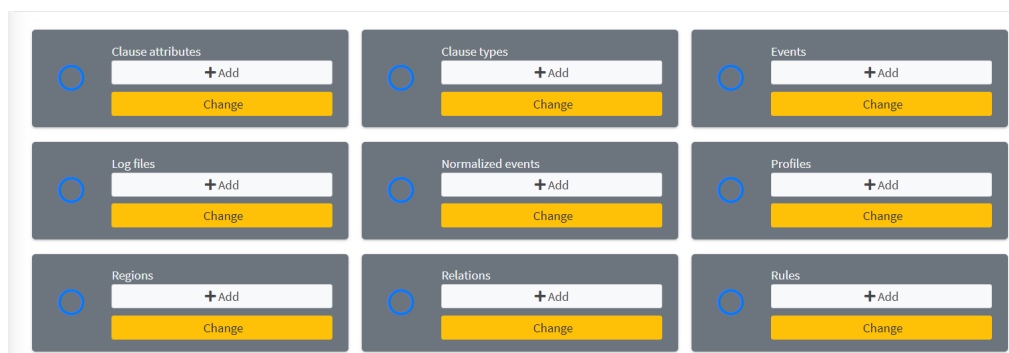 Clause attributes
Add
Change
Clause types
Add
Change
Events
Add
Change
Log files
Add
Change
Normalized events
Add
Change
Profiles
Add
Change
Regions
Add
Change
Relations
Add
Change
Rules
Add
Change